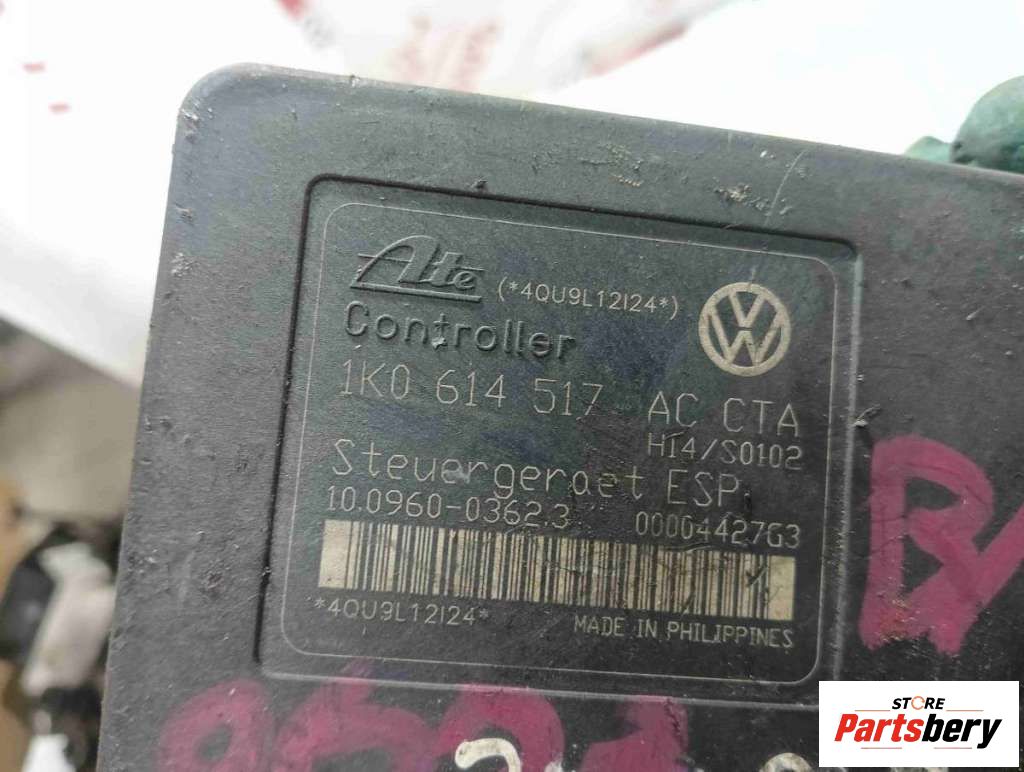 Ate (*4QU9L12I24*)
Controller
1K0 614 517 AC CTA
H14/S0102
Steuergeraet ESP
10.0960-0362.3 0000442763
*4QU9L12I24* MADE IN PHILIPPINES
STORE
Partsbery